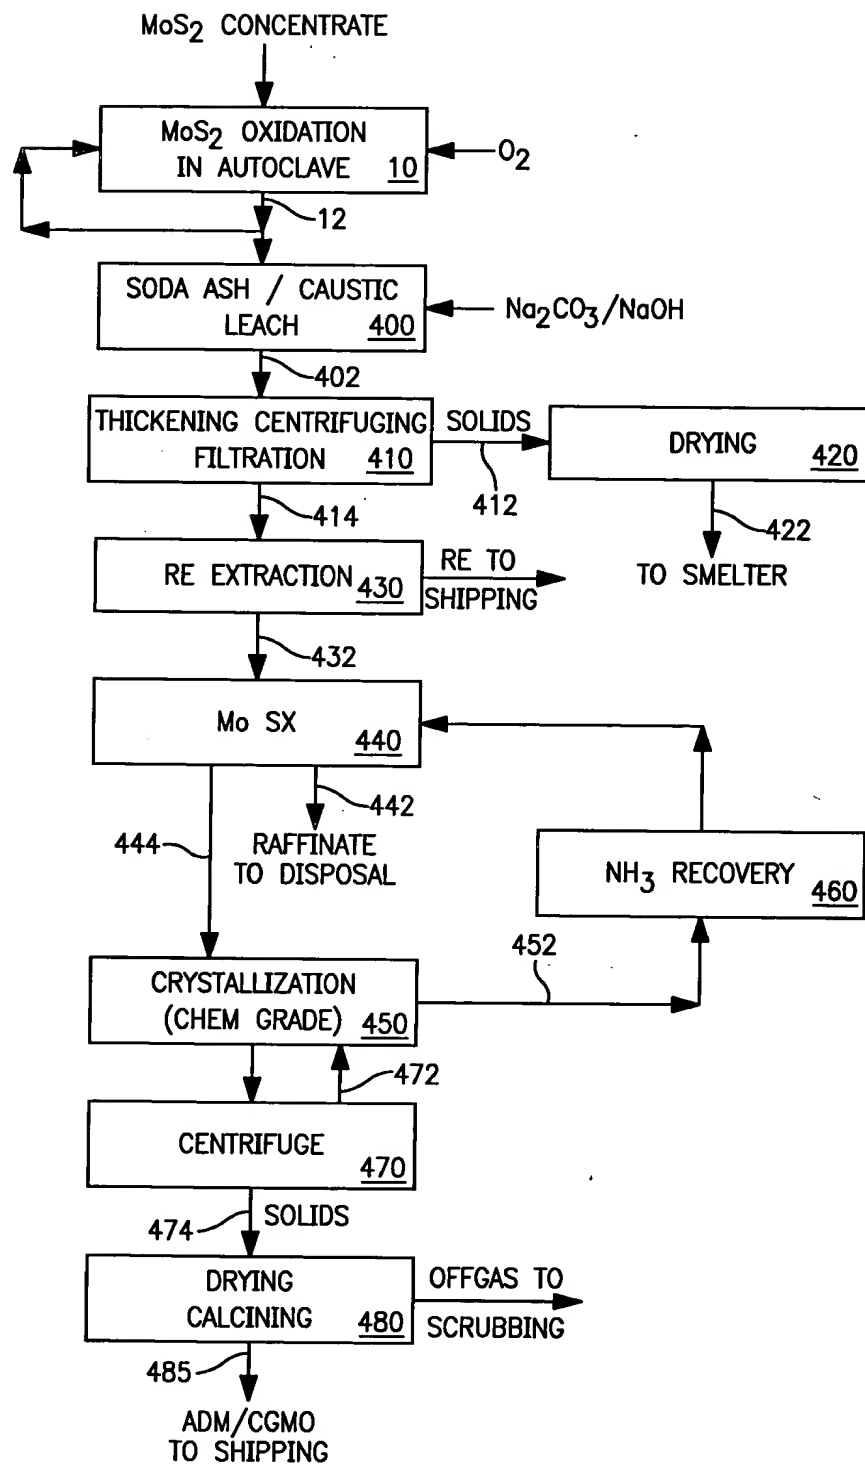 MoS2 CONCENTRATE
MoS2 OXIDATION
IN AUTOCLAVE 10
O2
12
SODA ASH / CAUSTIC
LEACH 400
Na2CO3/NaOH
402
THICKENING CENTRIFUGING
FILTRATION 410
SOLIDS
412
DRYING 420
414
422
TO SMELTER
RE EXTRACTION 430
RE TO
SHIPPING
432
Mo SX 440
442
444
RAFFINATE
TO DISPOSAL
NH3 RECOVERY 460
452
CRYSTALLIZATION
(CHEM GRADE) 450
472
CENTRIFUGE 470
474
SOLIDS
DRYING
CALCINING 480
OFFGAS TO
SCRUBBING
485
ADM/CGMO
TO SHIPPING